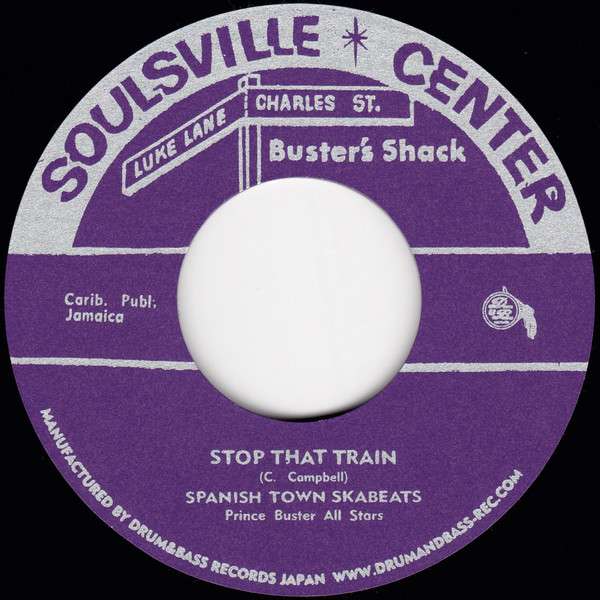 SOULSVILLE * CENTER
LUKE LANE
CHARLES ST.
Buster's Shack
Carib. Publ.
Jamaica
STOP THAT TRAIN
(C. Campbell)
SPANISH TOWN SKABEATS
Prince Buster All Stars
MANUFACTURED BY DRUM&BASS RECORDS JAPAN WWW.DRUMANDBASS-REC.COM